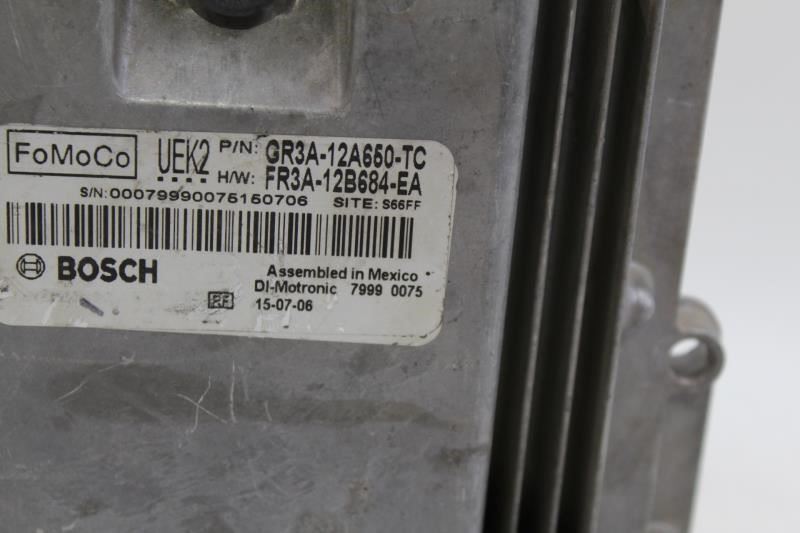 FoMoCo UEK2 P/N: GR3A-12A650-TC
H/W: FR3A-12B684-EA
S/N: 00079990075150706 SITE: S66FF
BOSCH Assembled in Mexico
DI-Motronic 7999 0075
RF 15-07-06